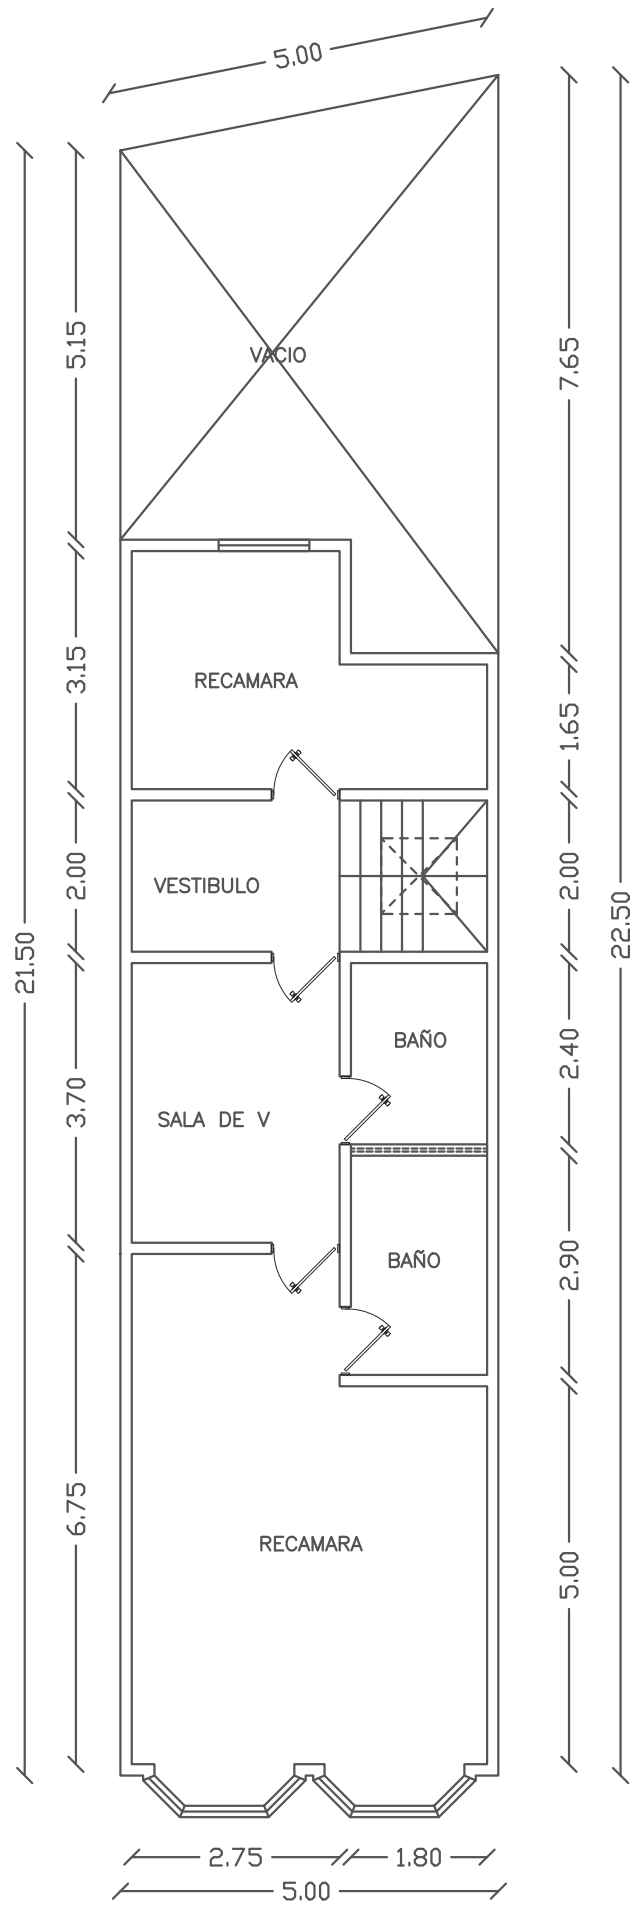 5.00
VACIO
5.15
7.65
RECAMARA
3.15
1.65
VESTIBULO
2.00
2.00
21.50
22.50
BAÑO
2.40
SALA DE V
3.70
BAÑO
2.90
6.75
RECAMARA
5.00
2.75
1.80
5.00